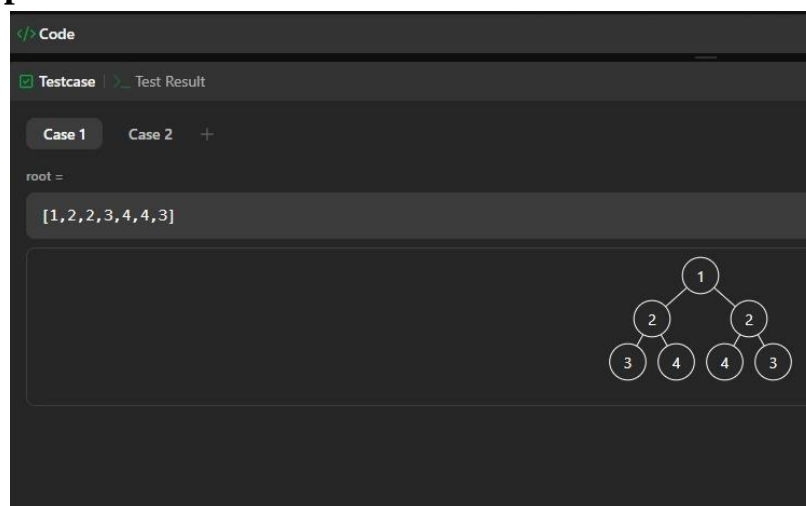 </> Code
Testcase | >_ Test Result
Case 1 Case 2 +
root =
[1,2,2,3,4,4,3]
1
2 2
3 4 4 3